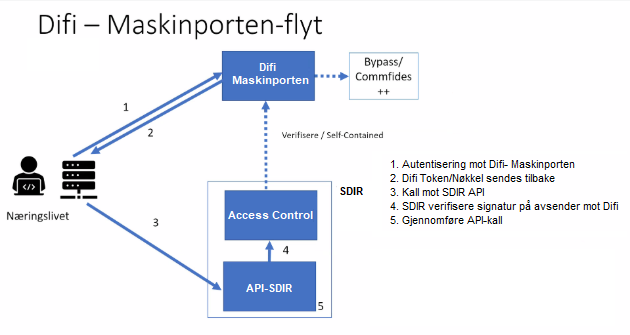 Difi – Maskinporten-flyt
Difi
Maskinporten
Bypass/
Commfides
++
1
2
Verifisere / Self-Contained
Næringslivet
1. Autentisering mot Difi- Maskinporten
2. Difi Token/Nøkkel sendes tilbake
3. Kall mot SDIR API
4. SDIR verifisere signatur på avsender mot Difi
5. Gjennomføre API-kall
SDIR
Access Control
3
4
API-SDIR
5